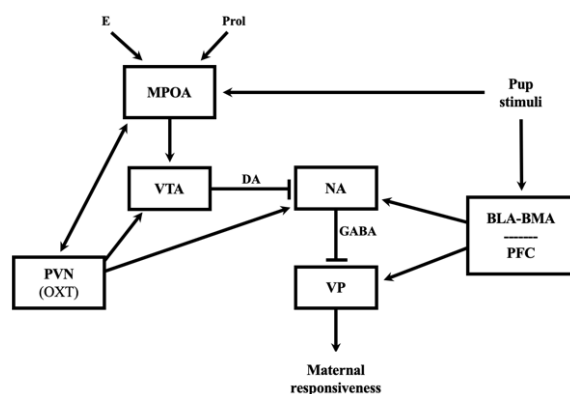 E
Prol
MPOA
Pup
stimuli
VTA
DA
NA
BLA-BMA
-------
PFC
GABA
PVN
(OXT)
VP
Maternal
responsiveness